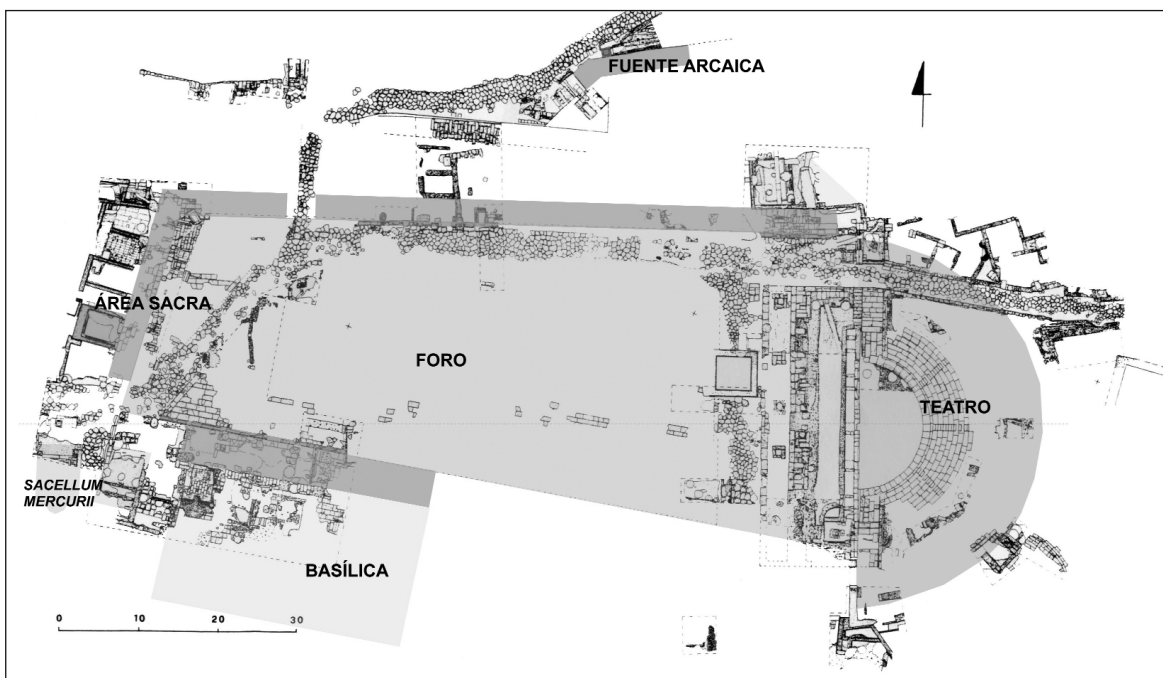 FUENTE ARCAICA
ÁREA SACRA
FORO
TEATRO
SACELLUM
MERCURII
BASÍLICA
0 10 20 30